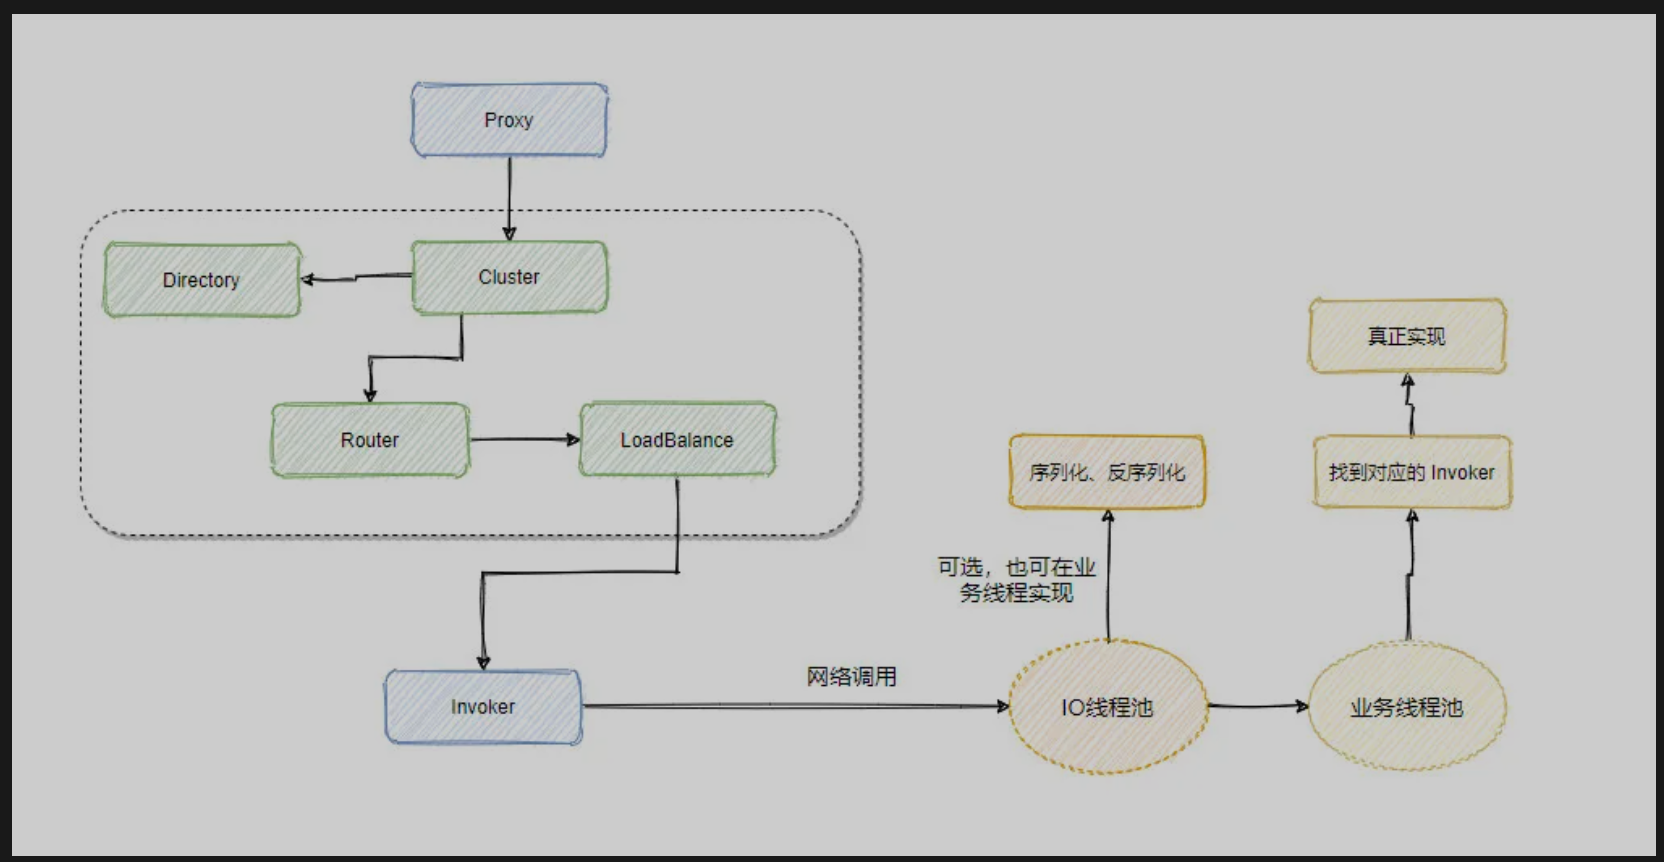 Proxy
Directory
Cluster
真正实现
Router
LoadBalance
序列化、反序列化
找到对应的 Invoker
可选，也可在业
务线程实现
网络调用
Invoker
IO线程池
业务线程池